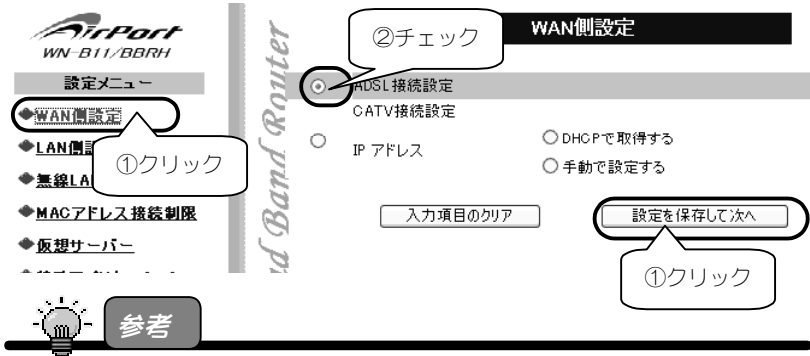 AirPort
WN-B11/BBRH
設定メニュー
WAN側設定
LAN側設
無線LA
MACアドレス接続制限
仮想サーバー
①クリック
Band Router
②チェック
WAN側設定
ADSL接続設定
CATV接続設定
IP アドレス
DHCPで取得する
手動で設定する
入力項目のクリア
設定を保存して次へ
①クリック
参考